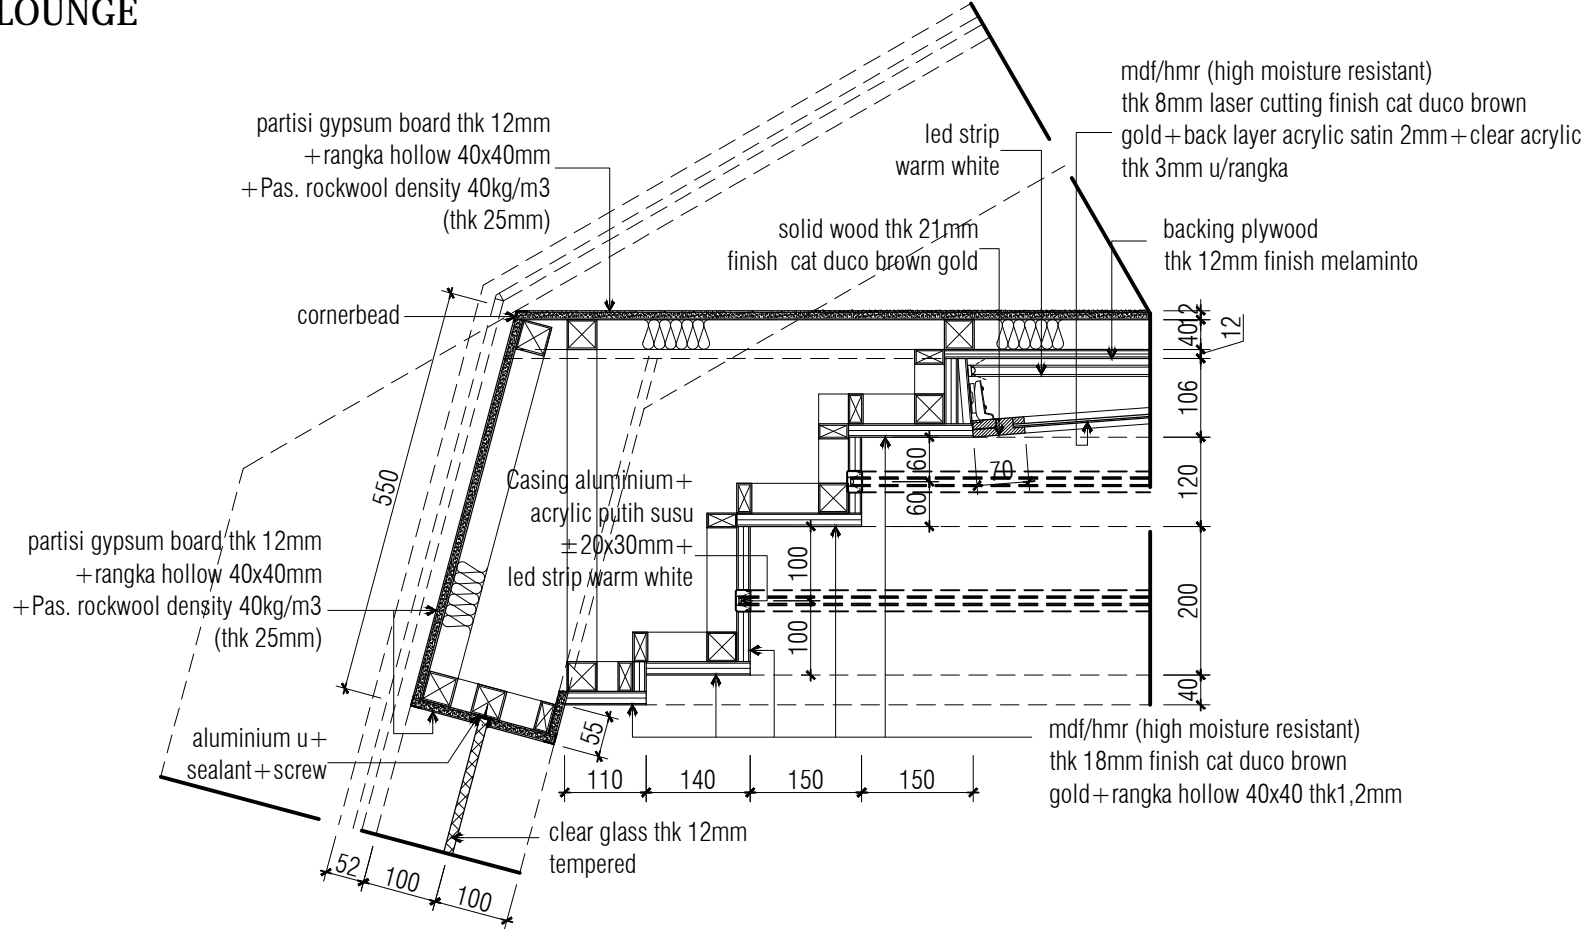 LOUNGE
partisi gypsum board thk 12mm
+rangka hollow 40x40mm
+Pas. rockwool density 40kg/m3
(thk 25mm)
led strip
warm white
mdf/hmr (high moisture resistant)
thk 8mm laser cutting finish cat duco brown
gold+back layer acrylic satin 2mm+clear acrylic
thk 3mm u/rangka
solid wood thk 21mm
finish cat duco brown gold
backing plywood
thk 12mm finish melaminto
cornerbead
12
40
12
106
120
200
40
550
Casing aluminium+
acrylic putih susu
±20x30mm+
led strip warm white
60
60
70
100
100
partisi gypsum board thk 12mm
+rangka hollow 40x40mm
+Pas. rockwool density 40kg/m3
(thk 25mm)
aluminium u+
sealant+screw
55
110
140
150
150
mdf/hmr (high moisture resistant)
thk 18mm finish cat duco brown
gold+rangka hollow 40x40 thk1,2mm
clear glass thk 12mm
tempered
52
100
100